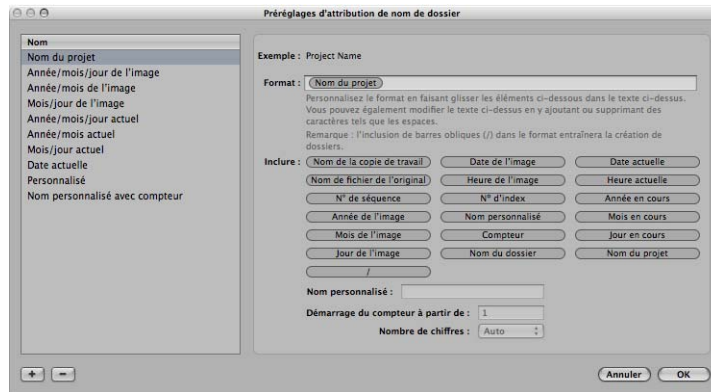 Préréglages d'attribution de nom de dossier
Nom
Nom du projet
Année/mois/jour de l'image
Année/mois de l'image
Mois/jour de l'image
Année/mois/jour actuel
Année/mois actuel
Mois/jour actuel
Date actuelle
Personnalisé
Nom personnalisé avec compteur
Exemple : Project Name
Format : Nom du projet
Personnalisez le format en faisant glisser les éléments ci-dessous dans le texte ci-dessus.
Vous pouvez également modifier le texte ci-dessus en y ajoutant ou supprimant des
caractères tels que les espaces.
Remarque : l'inclusion de barres obliques (/) dans le format entraînera la création de
dossiers.
Inclure : Nom de la copie de travail Date de l'image Date actuelle
Nom de fichier de l'original Heure de l'image Heure actuelle
N° de séquence N° d'index Année en cours
Année de l'image Nom personnalisé Mois en cours
Mois de l'image Compteur Jour en cours
Jour de l'image Nom du dossier Nom du projet
/
Nom personnalisé :
Démarrage du compteur à partir de : 1
Nombre de chiffres : Auto
+ − Annuler OK